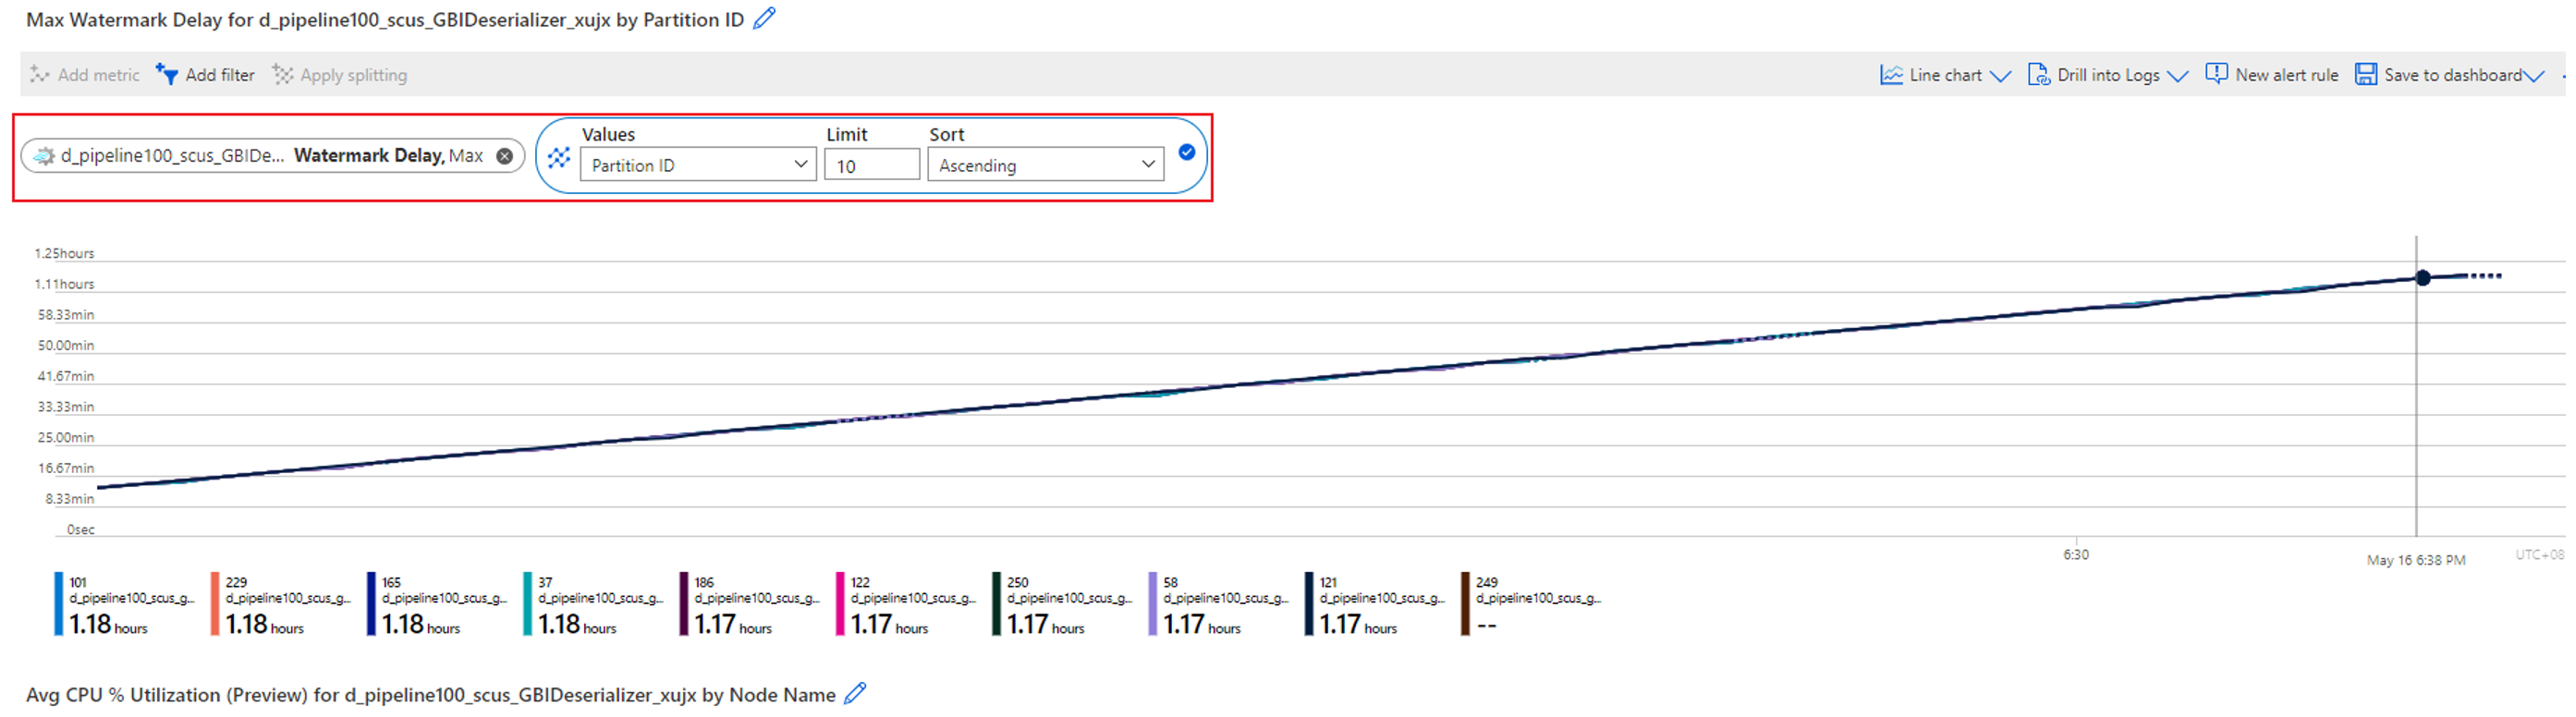 Max Watermark Delay for d_pipeline100_scus_GBIDeserializer_xujx by Partition ID
Add metric Add filter Apply splitting Line chart Drill into Logs New alert rule Save to dashboard
Values Limit Sort
d_pipeline100_scus_GBIDe... Watermark Delay, Max Partition ID 10 Ascending
1.25hours
1.11hours
58.33min
50.00min
41.67min
33.33min
25.00min
16.67min
8.33min
0sec
6:30 May 16 6:38 PM UTC+08
101 229 165 37 186 122 250 58 121 249
d_pipeline100_scus_g... d_pipeline100_scus_g... d_pipeline100_scus_g... d_pipeline100_scus_g... d_pipeline100_scus_g... d_pipeline100_scus_g... d_pipeline100_scus_g... d_pipeline100_scus_g... d_pipeline100_scus_g... d_pipeline100_scus_g...
1.18 hours 1.18 hours 1.18 hours 1.18 hours 1.17 hours 1.17 hours 1.17 hours 1.17 hours 1.17 hours --
Avg CPU % Utilization (Preview) for d_pipeline100_scus_GBIDeserializer_xujx by Node Name